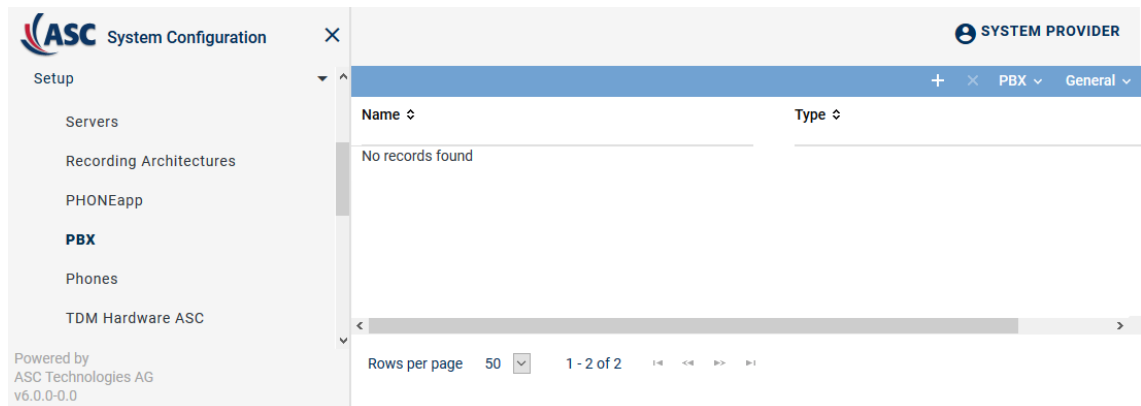 ASC System Configuration
SYSTEM PROVIDER
Setup
Servers
Recording Architectures
PHONEapp
PBX
Phones
TDM Hardware ASC
Powered by
ASC Technologies AG
v6.0.0-0.0
PBX General
Name Type
No records found
Rows per page 50 1 - 2 of 2